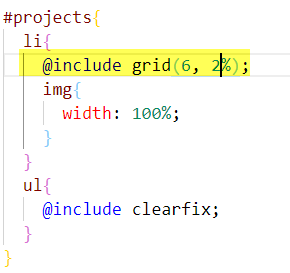 #projects{
li{
@include grid(6, 2%);
img{
width: 100%;
}
}
ul{
@include clearfix;
}
}